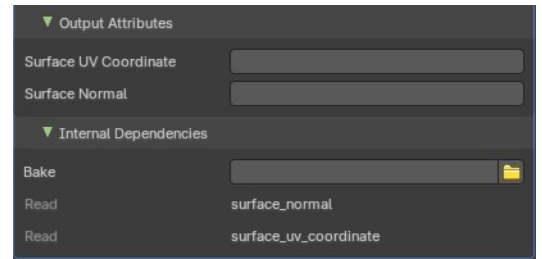 Output Attributes
Surface UV Coordinate
Surface Normal
Internal Dependencies
Bake
Read surface_normal
Read surface_uv_coordinate